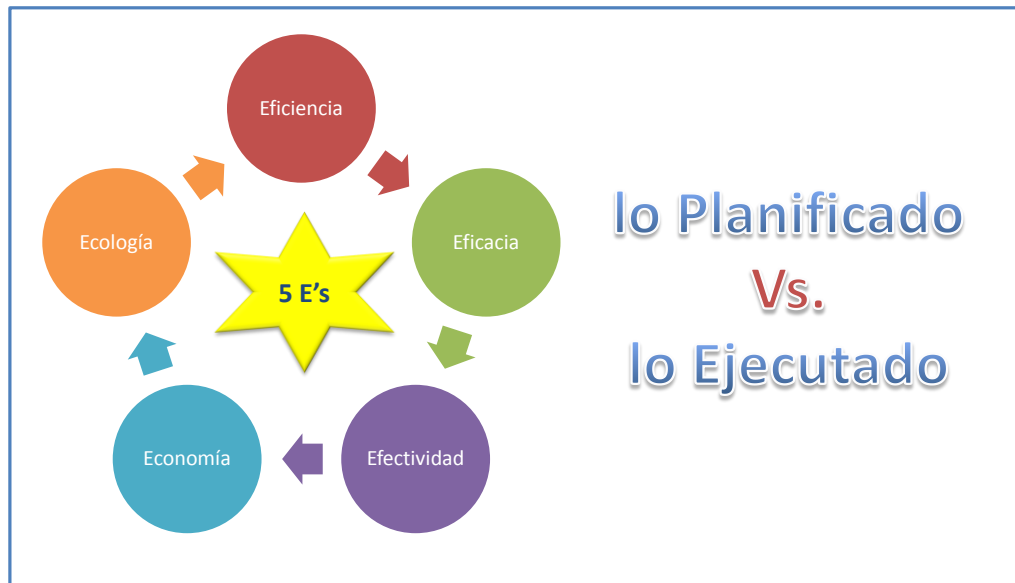 Eficiencia
Eficacia
Efectividad
Economía
Ecología
5 E’s
lo Planificado
Vs.
lo Ejecutado